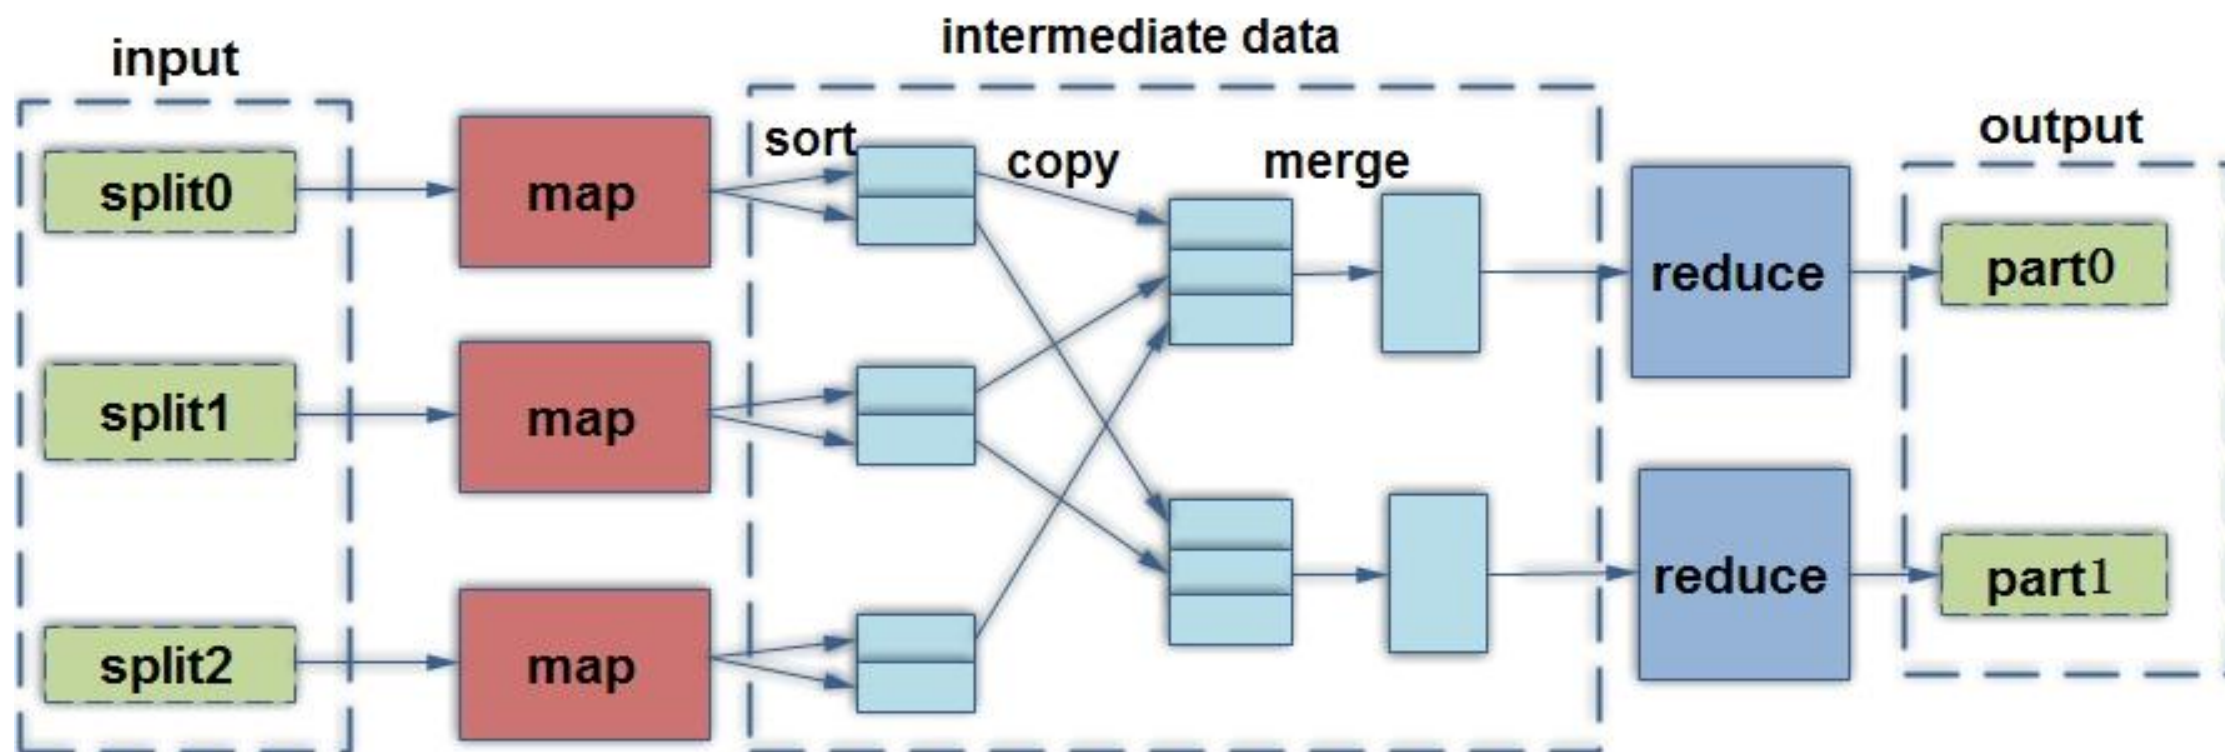 input
intermediate data
output
sort
copy
merge
split0
map
reduce
part0
split1
map
split2
map
reduce
part1